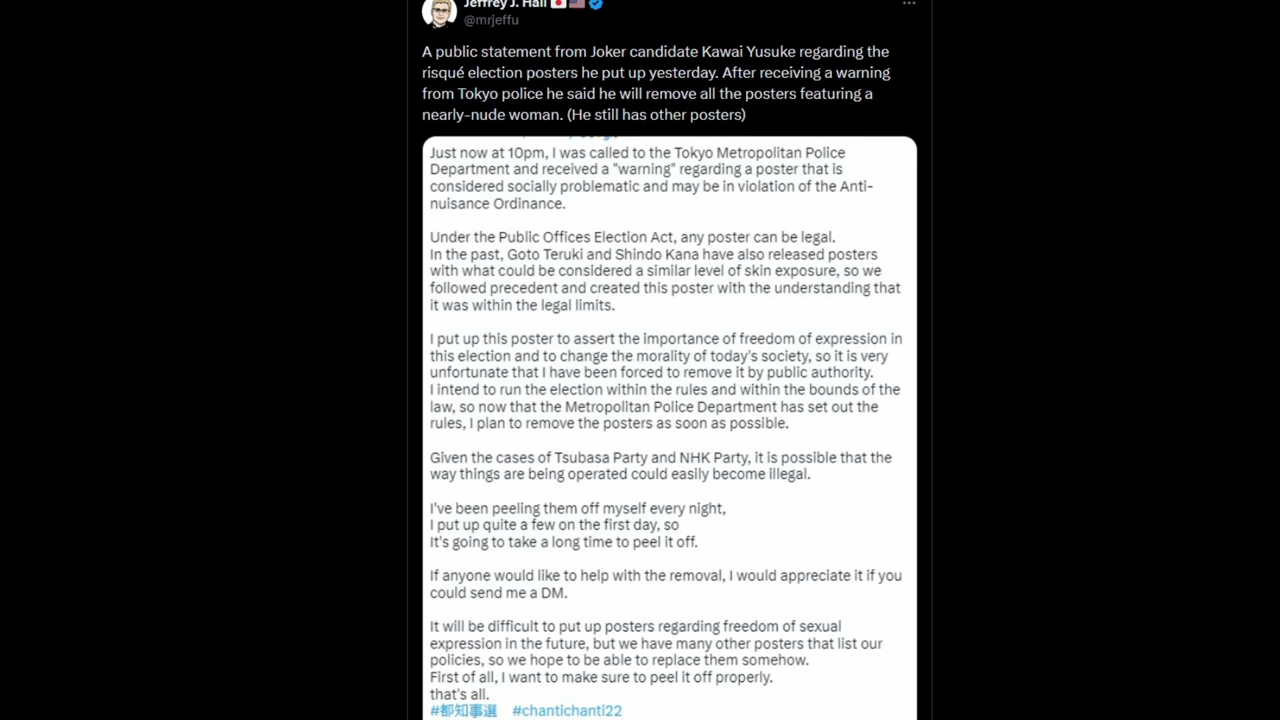 Jeffrey J. Hall
@mrjeffu
A public statement from Joker candidate Kawai Yusuke regarding the
risqué election posters he put up yesterday. After receiving a warning
from Tokyo police he said he will remove all the posters featuring a
nearly-nude woman. (He still has other posters)
Just now at 10pm, I was called to the Tokyo Metropolitan Police
Department and received a "warning" regarding a poster that is
considered socially problematic and may be in violation of the Anti-
nuisance Ordinance.
Under the Public Offices Election Act, any poster can be legal.
In the past, Goto Teruki and Shindo Kana have also released posters
with what could be considered a similar level of skin exposure, so we
followed precedent and created this poster with the understanding that
it was within the legal limits.
I put up this poster to assert the importance of freedom of expression in
this election and to change the morality of today's society, so it is very
unfortunate that I have been forced to remove it by public authority.
I intend to run the election within the rules and within the bounds of the
law, so now that the Metropolitan Police Department has set out the
rules, I plan to remove the posters as soon as possible.
Given the cases of Tsubasa Party and NHK Party, it is possible that the
way things are being operated could easily become illegal.
I've been peeling them off myself every night,
I put up quite a few on the first day, so
It's going to take a long time to peel it off.
If anyone would like to help with the removal, I would appreciate it if you
could send me a DM.
It will be difficult to put up posters regarding freedom of sexual
expression in the future, but we have many other posters that list our
policies, so we hope to be able to replace them somehow.
First of all, I want to make sure to peel it off properly.
that's all.
#都知事選 #chantichanti22